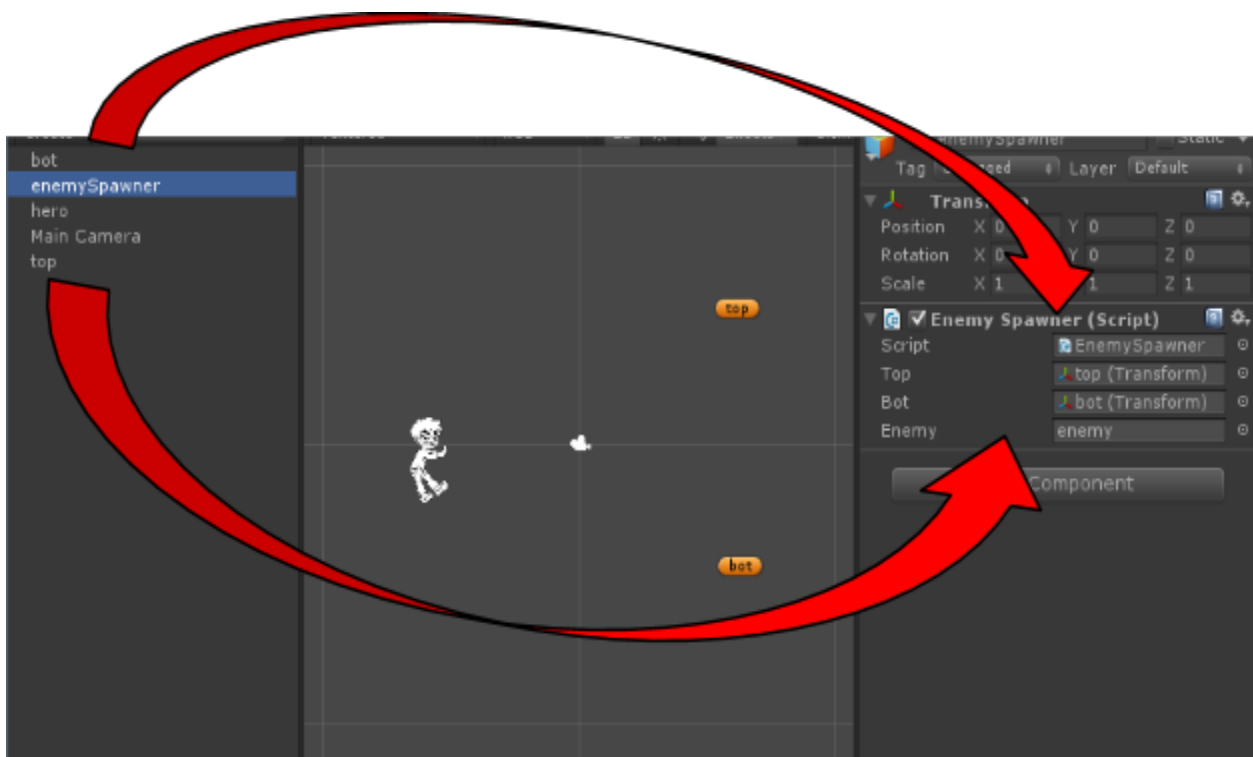 bot
enemySpawner
hero
Main Camera
top
top
bot
Static
Tag Layer Default
Position X 0 Y 0 Z 0
Rotation X 0 Y 0 Z 0
Scale X 1 1 Z 1
Enemy Spawner (Script)
Script EnemySpawner
Top top (Transform)
Bot bot (Transform)
Enemy enemy
Component